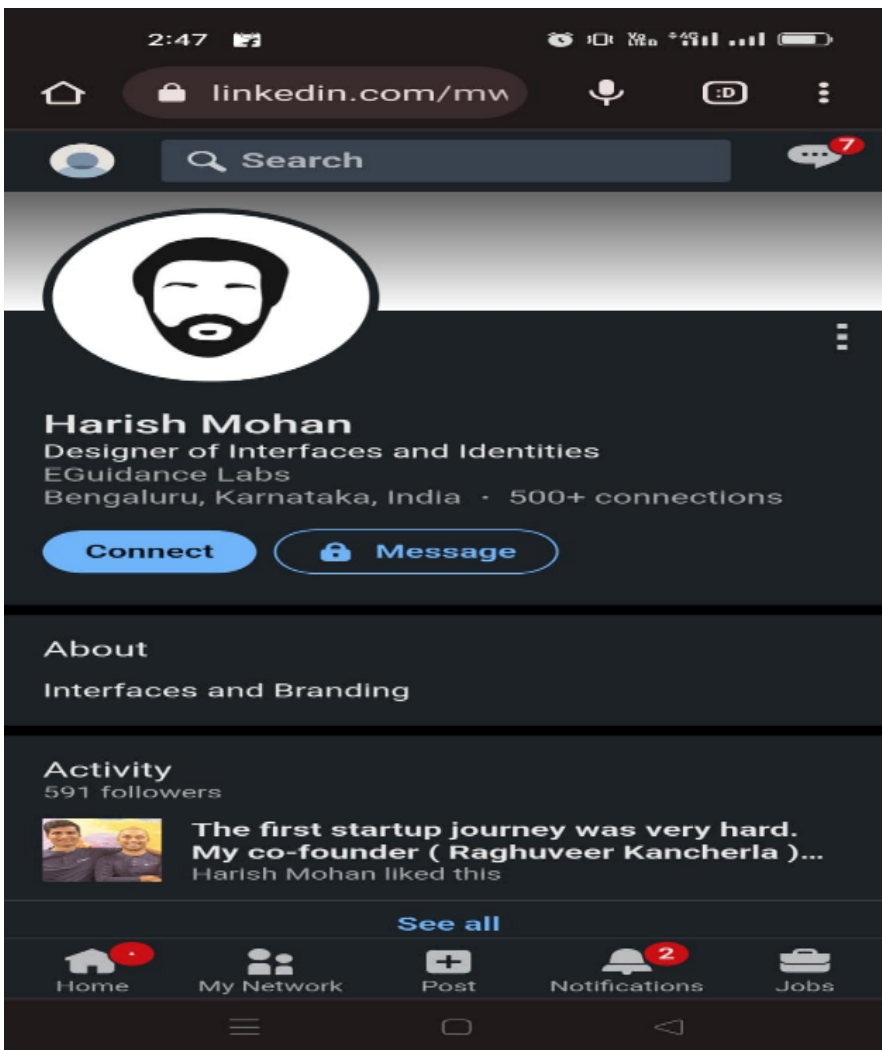 2:47
linkedin.com/mw
:D
Search
7
Harish Mohan
Designer of Interfaces and Identities
EGuidance Labs
Bengaluru, Karnataka, India · 500+ connections
Connect
Message
About
Interfaces and Branding
Activity
591 followers
The first startup journey was very hard.
My co-founder ( Raghuveer Kancherla )...
Harish Mohan liked this
See all
2
Home My Network Post Notifications Jobs